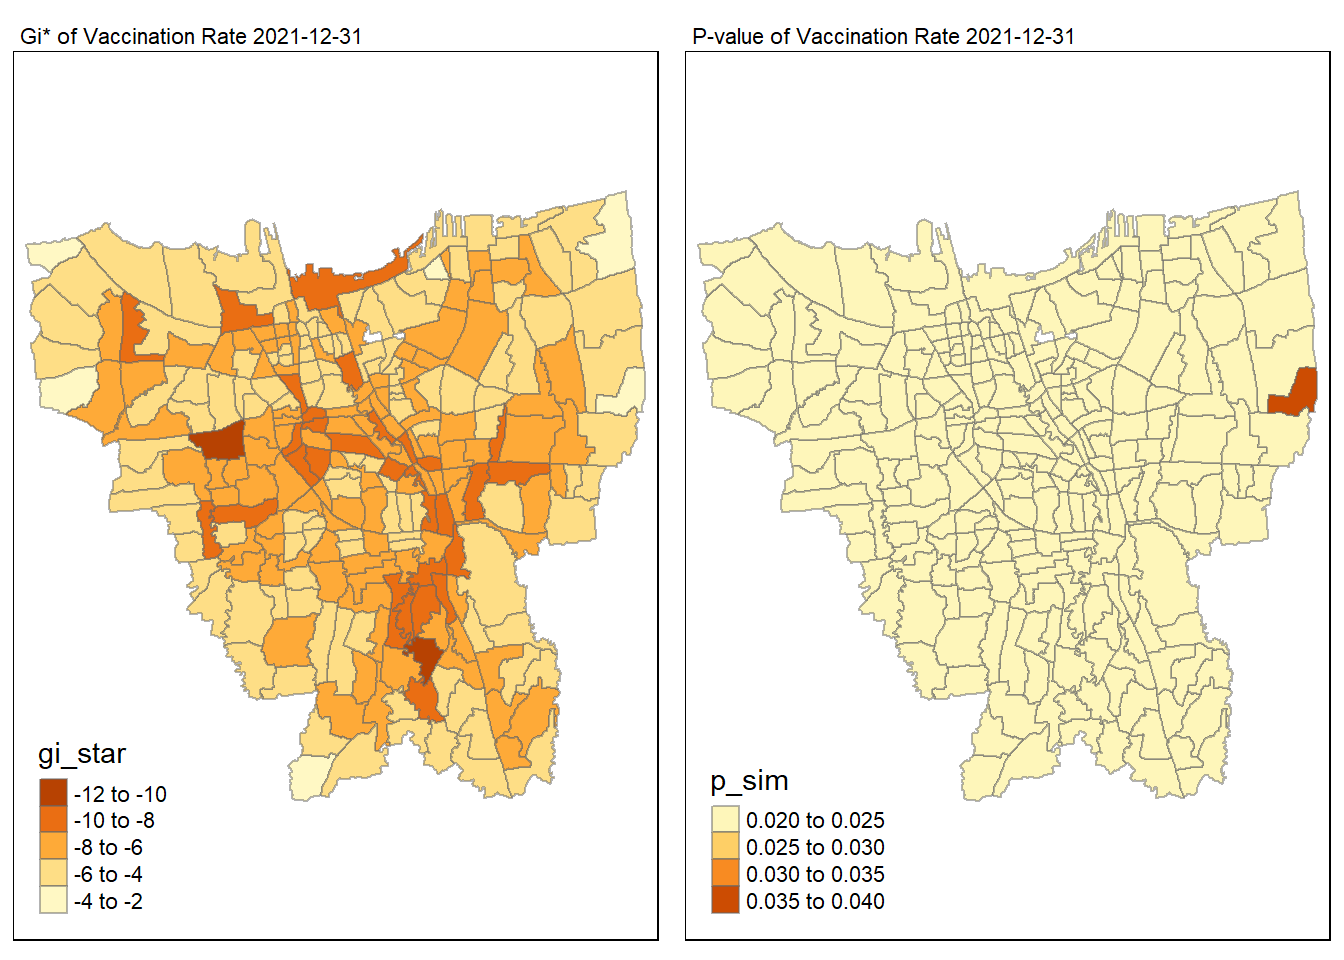 Gi* of Vaccination Rate 2021-12-31
gi_star
-12 to -10
-10 to -8
-8 to -6
-6 to -4
-4 to -2
P-value of Vaccination Rate 2021-12-31
p_sim
0.020 to 0.025
0.025 to 0.030
0.030 to 0.035
0.035 to 0.040